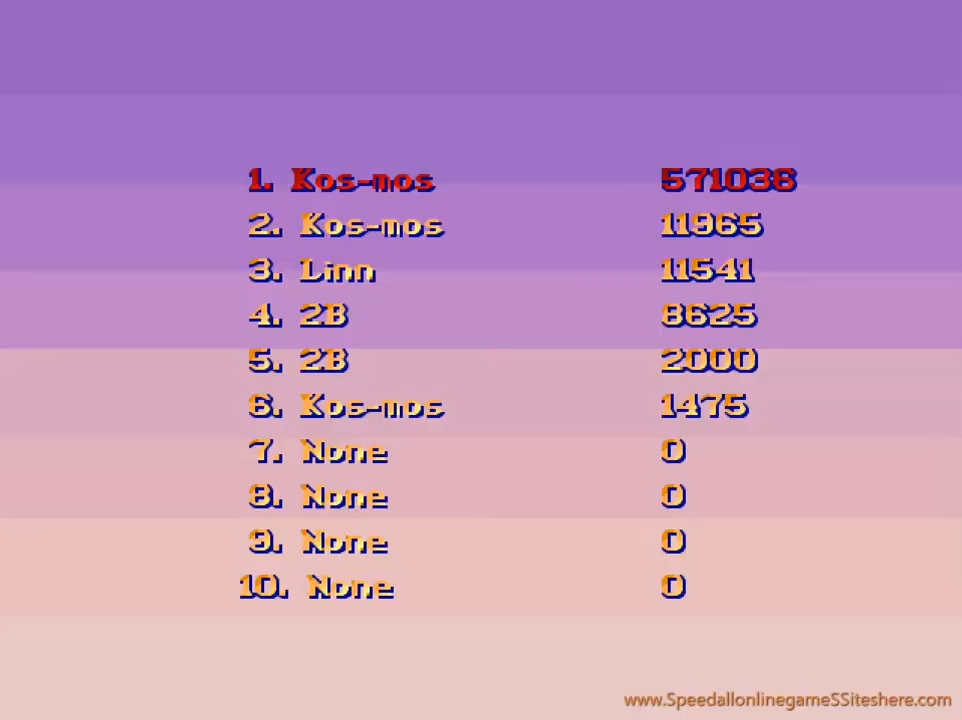 1. Kos-mos 571036
2. Kos-mos 11965
3. Linn 11541
4. 2B 8625
5. 2B 2000
6. Kos-mos 1475
7. None 0
8. None 0
9. None 0
10. None 0
www.SpeedallonlinegameSSiteshere.com